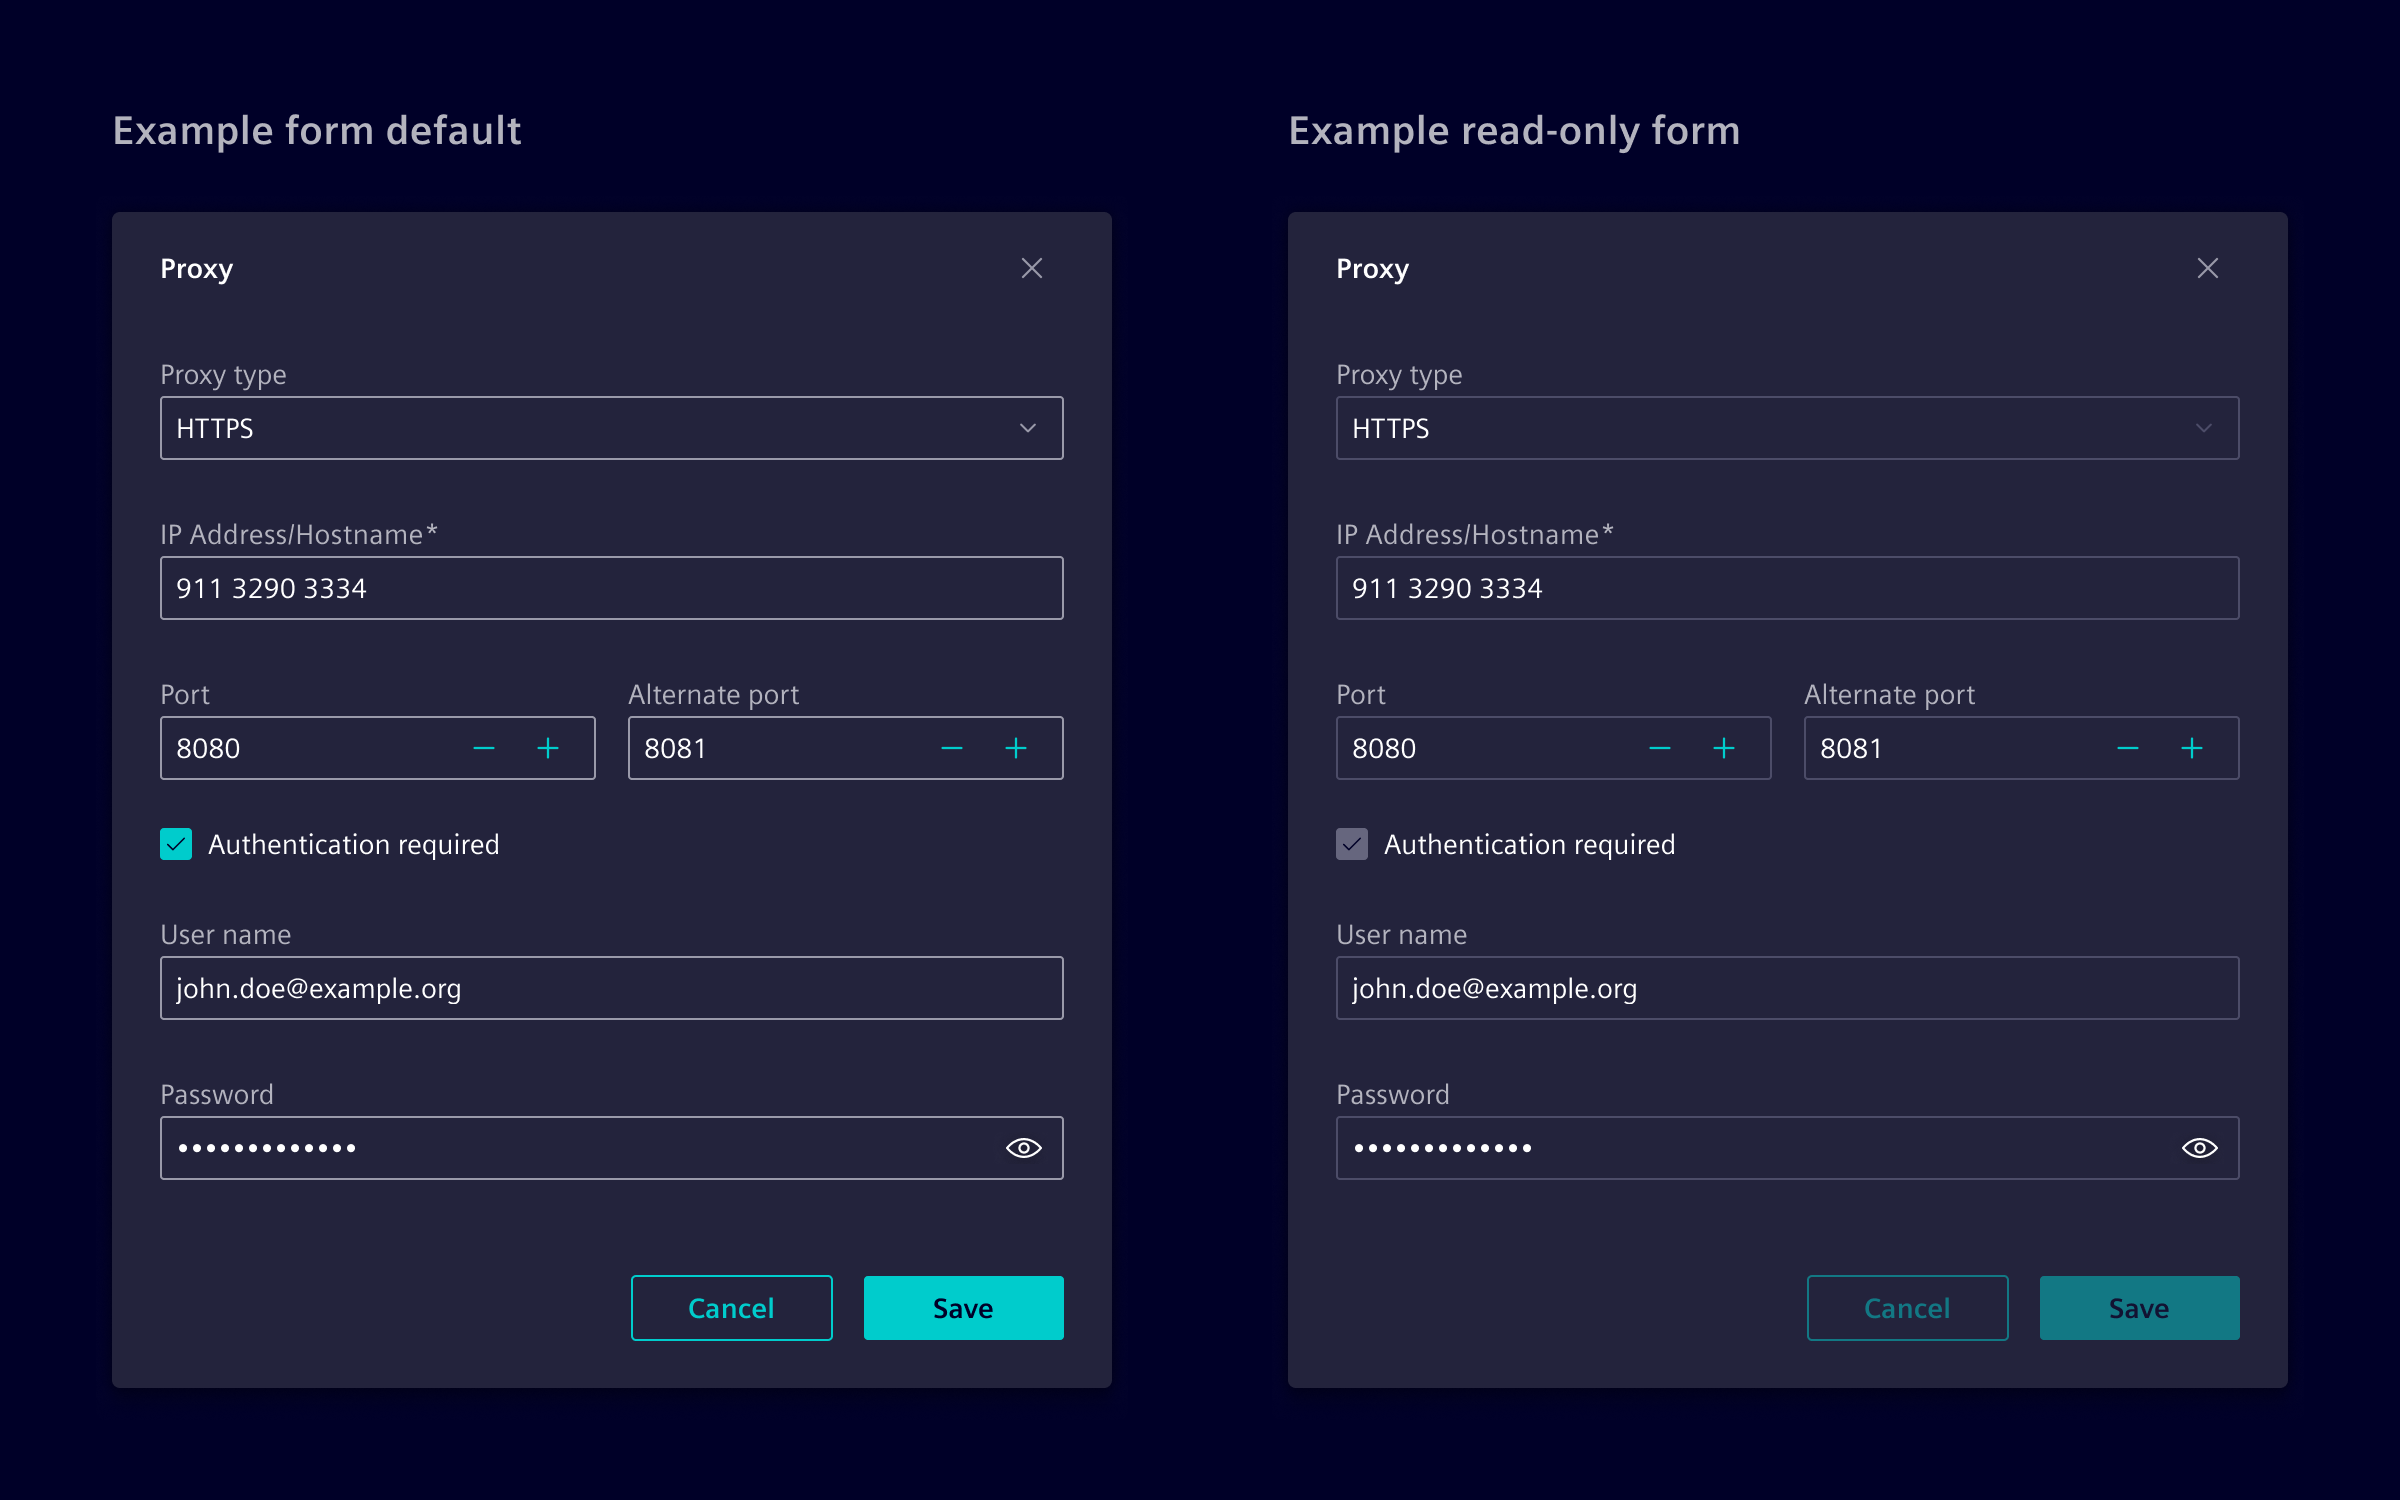 Example form default
Proxy
Proxy type
HTTPS
IP Address/Hostname*
911 3290 3334
Port
Alternate port
8080
8081
Authentication required
User name
john.doe@example.org
Password
•••••••••••••
Cancel
Save
Example read-only form
Proxy
Proxy type
HTTPS
IP Address/Hostname*
911 3290 3334
Port
Alternate port
8080
8081
Authentication required
User name
john.doe@example.org
Password
•••••••••••••
Cancel
Save